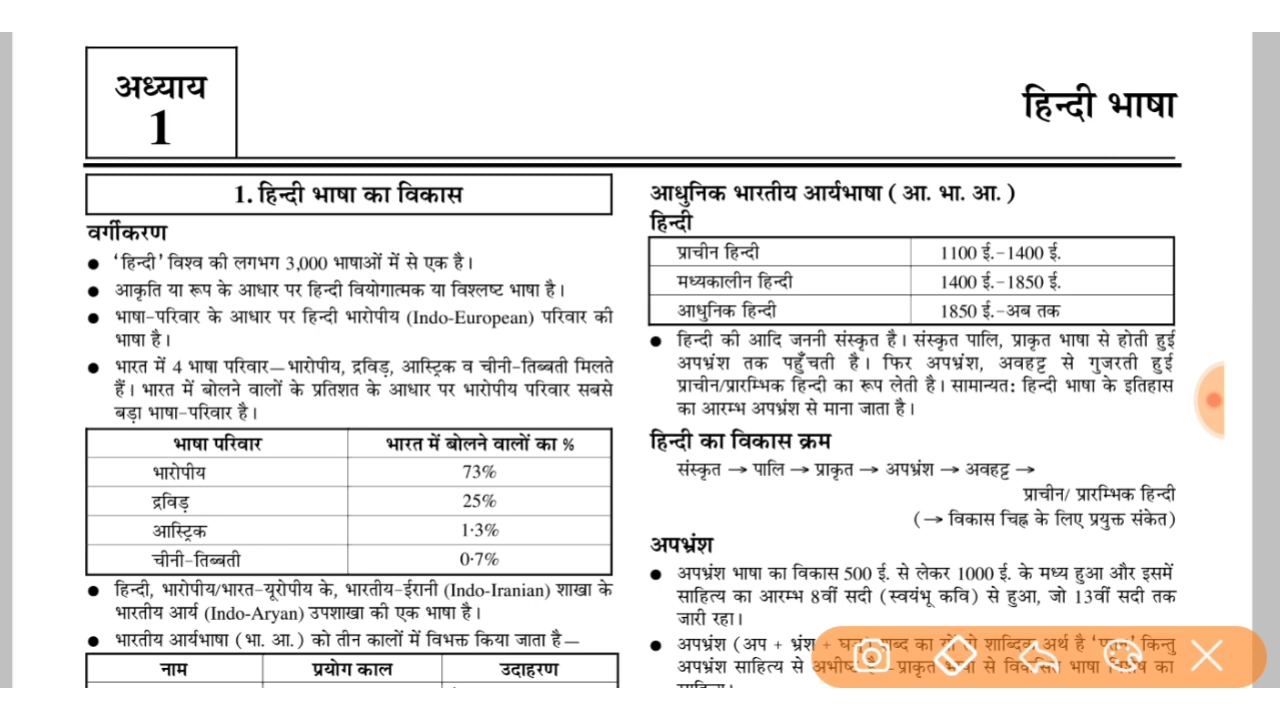 अध्याय
1
हिन्दी भाषा
1. हिन्दी भाषा का विकास
वर्गीकरण
● 'हिन्दी' विश्व की लगभग 3,000 भाषाओं में से एक है।
● आकृति या रूप के आधार पर हिन्दी वियोगात्मक या विश्लष्ट भाषा है।
● भाषा-परिवार के आधार पर हिन्दी भारोपीय (Indo-European) परिवार की
भाषा है।
● भारत में 4 भाषा परिवार—भारोपीय, द्रविड़, आस्ट्रिक व चीनी-तिब्बती मिलते
हैं। भारत में बोलने वालों के प्रतिशत के आधार पर भारोपीय परिवार सबसे
बड़ा भाषा-परिवार है।
भाषा परिवार भारत में बोलने वालों का %
भारोपीय 73%
द्रविड़ 25%
आस्ट्रिक 1·3%
चीनी-तिब्बती 0·7%
● हिन्दी, भारोपीय/भारत-यूरोपीय के, भारतीय-ईरानी (Indo-Iranian) शाखा के
भारतीय आर्य (Indo-Aryan) उपशाखा की एक भाषा है।
● भारतीय आर्यभाषा (भा. आ.) को तीन कालों में विभक्त किया जाता है—
नाम प्रयोग काल उदाहरण
आधुनिक भारतीय आर्यभाषा ( आ. भा. आ. )
हिन्दी
प्राचीन हिन्दी 1100 ई.-1400 ई.
मध्यकालीन हिन्दी 1400 ई.-1850 ई.
आधुनिक हिन्दी 1850 ई.-अब तक
● हिन्दी की आदि जननी संस्कृत है। संस्कृत पालि, प्राकृत भाषा से होती हुई
अपभ्रंश तक पहुँचती है। फिर अपभ्रंश, अवहट्ट से गुजरती हुई
प्राचीन/प्रारम्भिक हिन्दी का रूप लेती है। सामान्यत: हिन्दी भाषा के इतिहास
का आरम्भ अपभ्रंश से माना जाता है।
हिन्दी का विकास क्रम
संस्कृत → पालि → प्राकृत → अपभ्रंश → अवहट्ट →
प्राचीन/ प्रारम्भिक हिन्दी
(→ विकास चिह्न के लिए प्रयुक्त संकेत)
अपभ्रंश
● अपभ्रंश भाषा का विकास 500 ई. से लेकर 1000 ई. के मध्य हुआ और इसमें
साहित्य का आरम्भ 8वीं सदी (स्वयंभू कवि) से हुआ, जो 13वीं सदी तक
जारी रहा।
● अपभ्रंश (अप + भ्रंश + शब्द का शाब्दिक अर्थ है किन्तु
अपभ्रंश साहित्य से प्राकृत भाषा से भाषा का